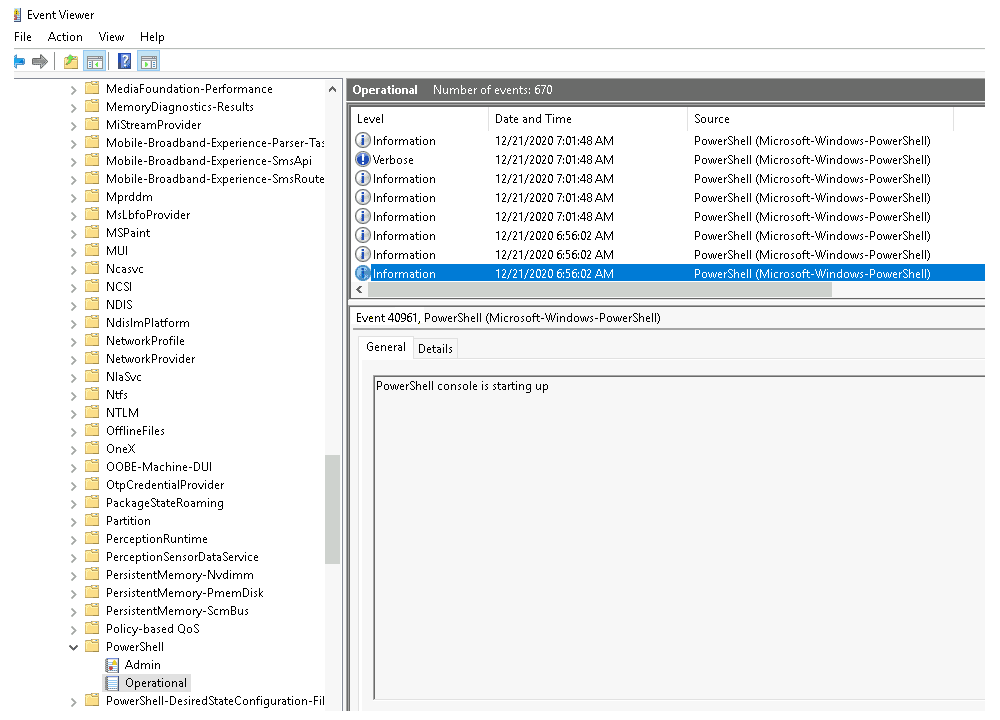 Event Viewer
File Action View Help
MediaFoundation-Performance
MemoryDiagnostics-Results
MiStreamProvider
Mobile-Broadband-Experience-Parser-Tas
Mobile-Broadband-Experience-SmsApi
Mobile-Broadband-Experience-SmsRoute
Mprddm
MsLbfoProvider
MSPaint
MUI
Ncasvc
NCSI
NDIS
NdisImPlatform
NetworkProfile
NetworkProvider
NlaSvc
Ntfs
NTLM
OfflineFiles
OneX
OOBE-Machine-DUI
OtpCredentialProvider
PackageStateRoaming
Partition
PerceptionRuntime
PerceptionSensorDataService
PersistentMemory-Nvdimm
PersistentMemory-PmemDisk
PersistentMemory-ScmBus
Policy-based QoS
PowerShell
Admin
Operational
PowerShell-DesiredStateConfiguration-Fil
Operational Number of events: 670
Level Date and Time Source
Information 12/21/2020 7:01:48 AM PowerShell (Microsoft-Windows-PowerShell)
Verbose 12/21/2020 7:01:48 AM PowerShell (Microsoft-Windows-PowerShell)
Information 12/21/2020 7:01:48 AM PowerShell (Microsoft-Windows-PowerShell)
Information 12/21/2020 7:01:48 AM PowerShell (Microsoft-Windows-PowerShell)
Information 12/21/2020 7:01:48 AM PowerShell (Microsoft-Windows-PowerShell)
Information 12/21/2020 6:56:02 AM PowerShell (Microsoft-Windows-PowerShell)
Information 12/21/2020 6:56:02 AM PowerShell (Microsoft-Windows-PowerShell)
Information 12/21/2020 6:56:02 AM PowerShell (Microsoft-Windows-PowerShell)
Event 40961, PowerShell (Microsoft-Windows-PowerShell)
General Details
PowerShell console is starting up